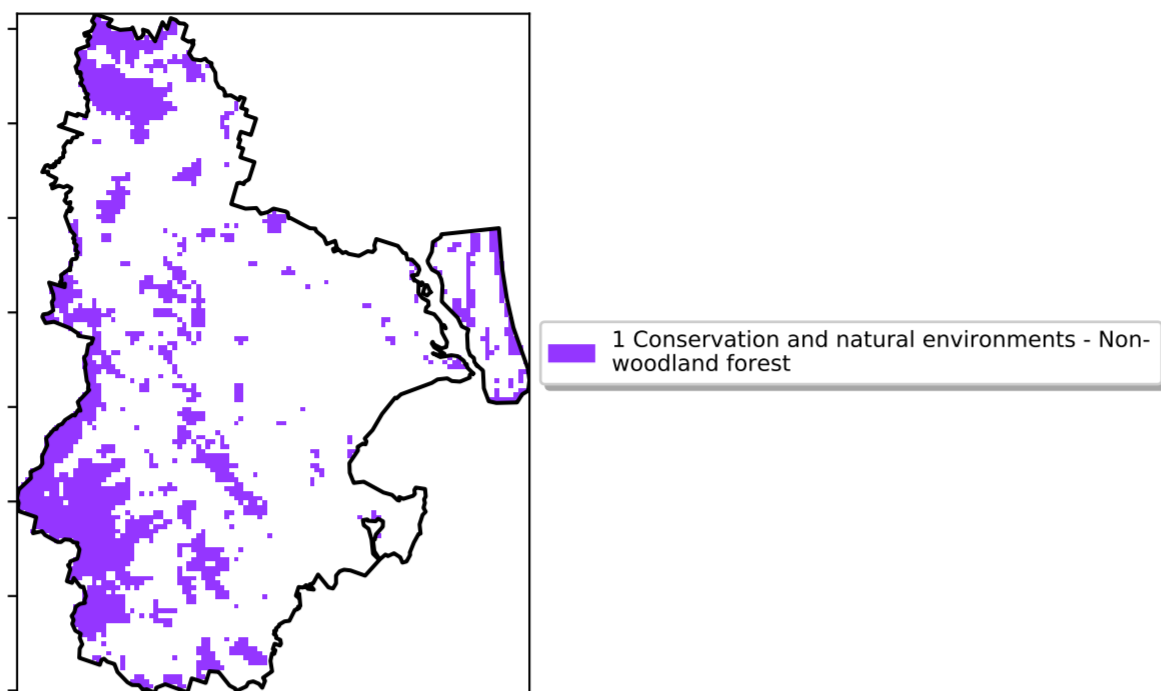 1 Conservation and natural environments - Non-
woodland forest